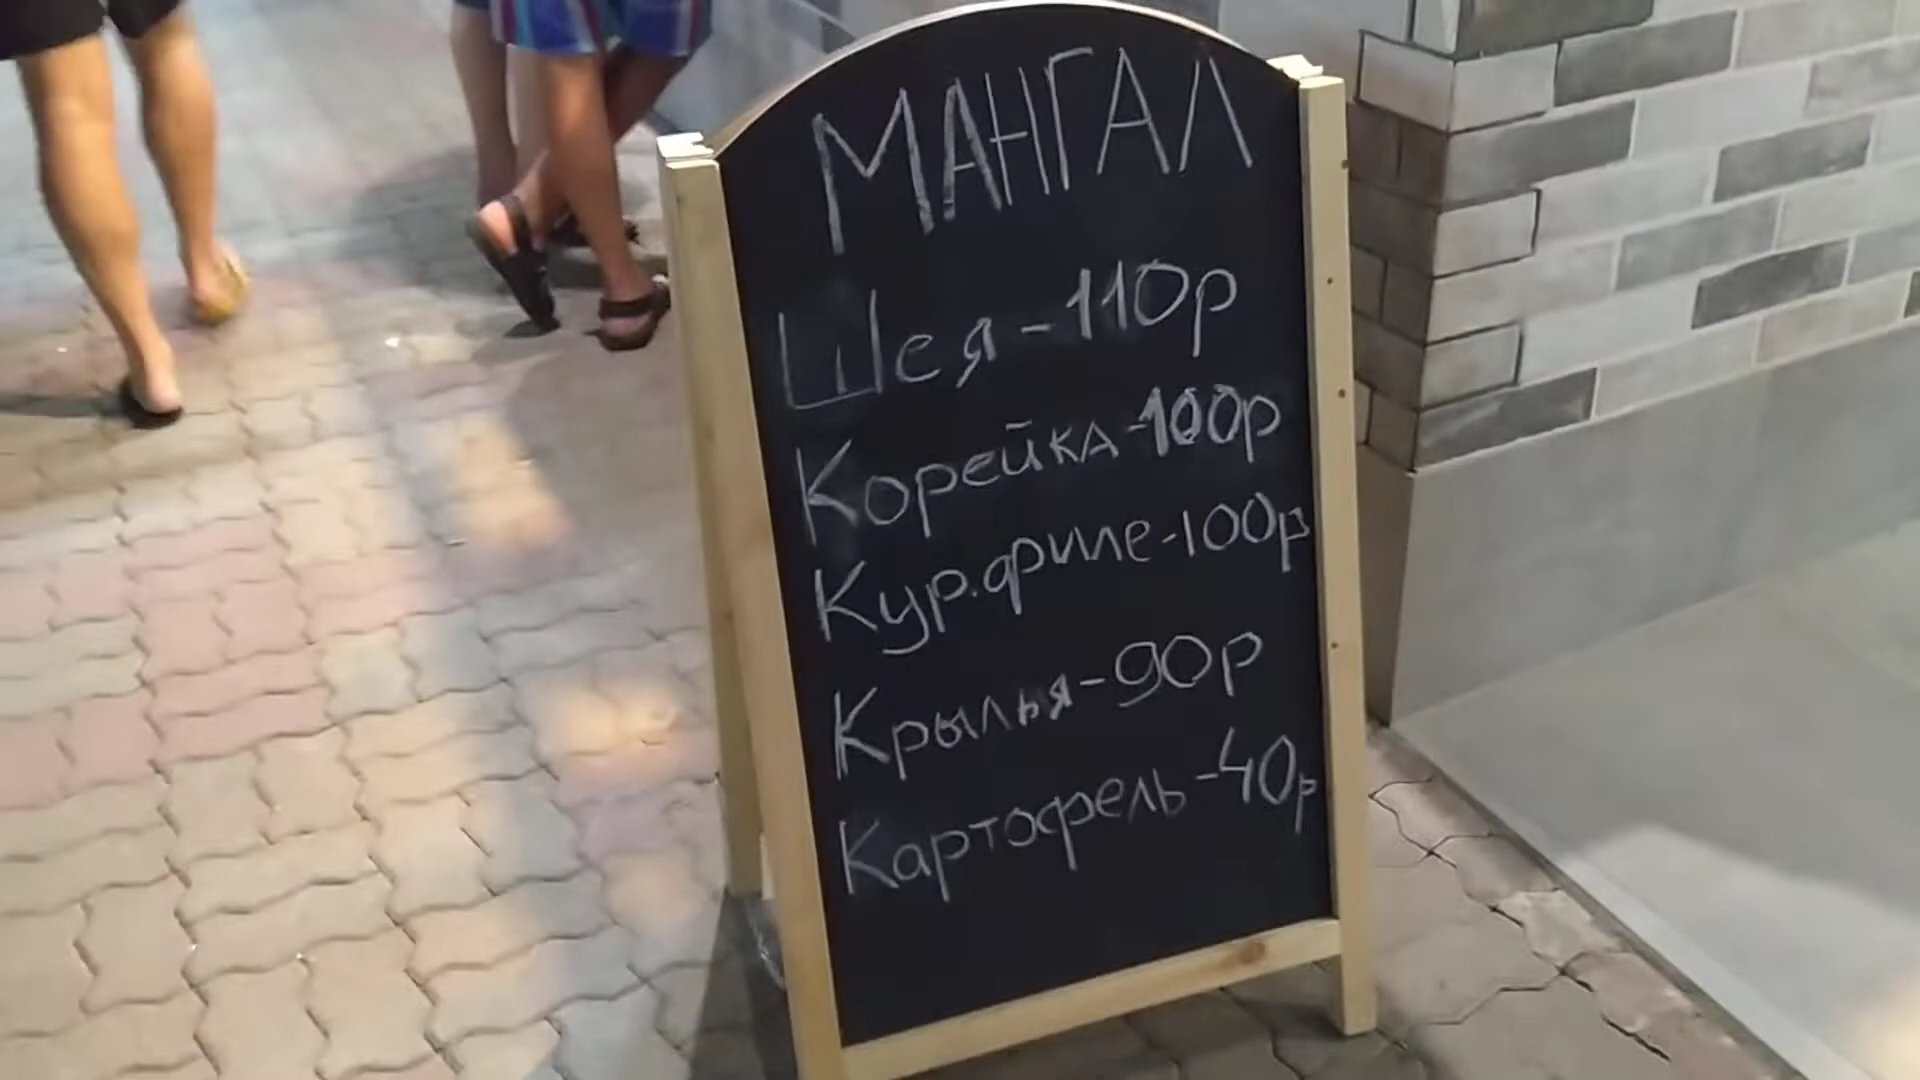 МАНГАЛ
Шея-110р
Корейка-100р
Кур.филе-100р
Крылья-90р
Картофель-40р